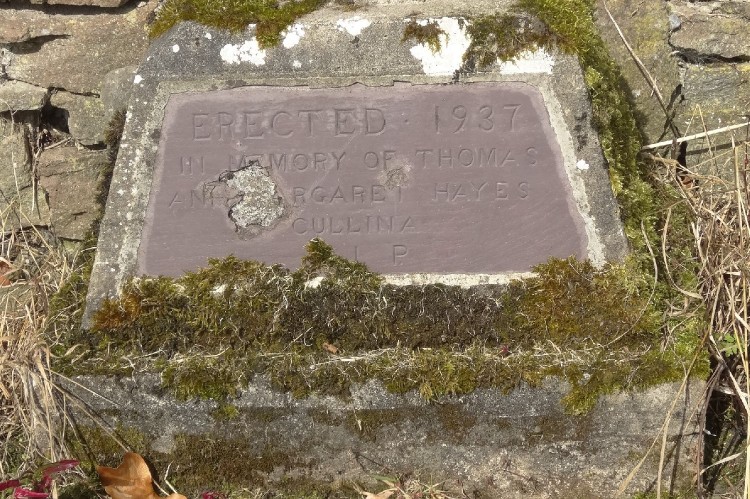 ERECTED · 1937
IN MEMORY OF THOMAS
HAYES
CULLINA
I P